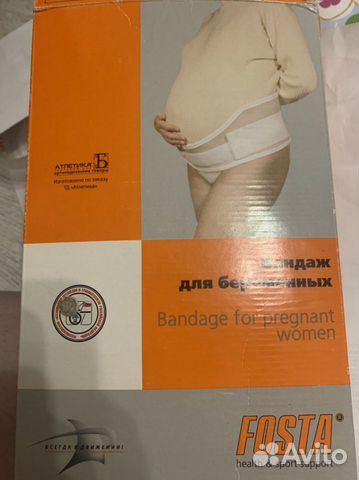 АТЛЕТИКА
ортопедические товары
Изготовлено по заказу
ТД «Атлетика»
Бандаж
для беременных
Bandage for pregnant
women
ВСЕГДА В ДВИЖЕНИИ!
FOSTA®
health & sport support
Avito